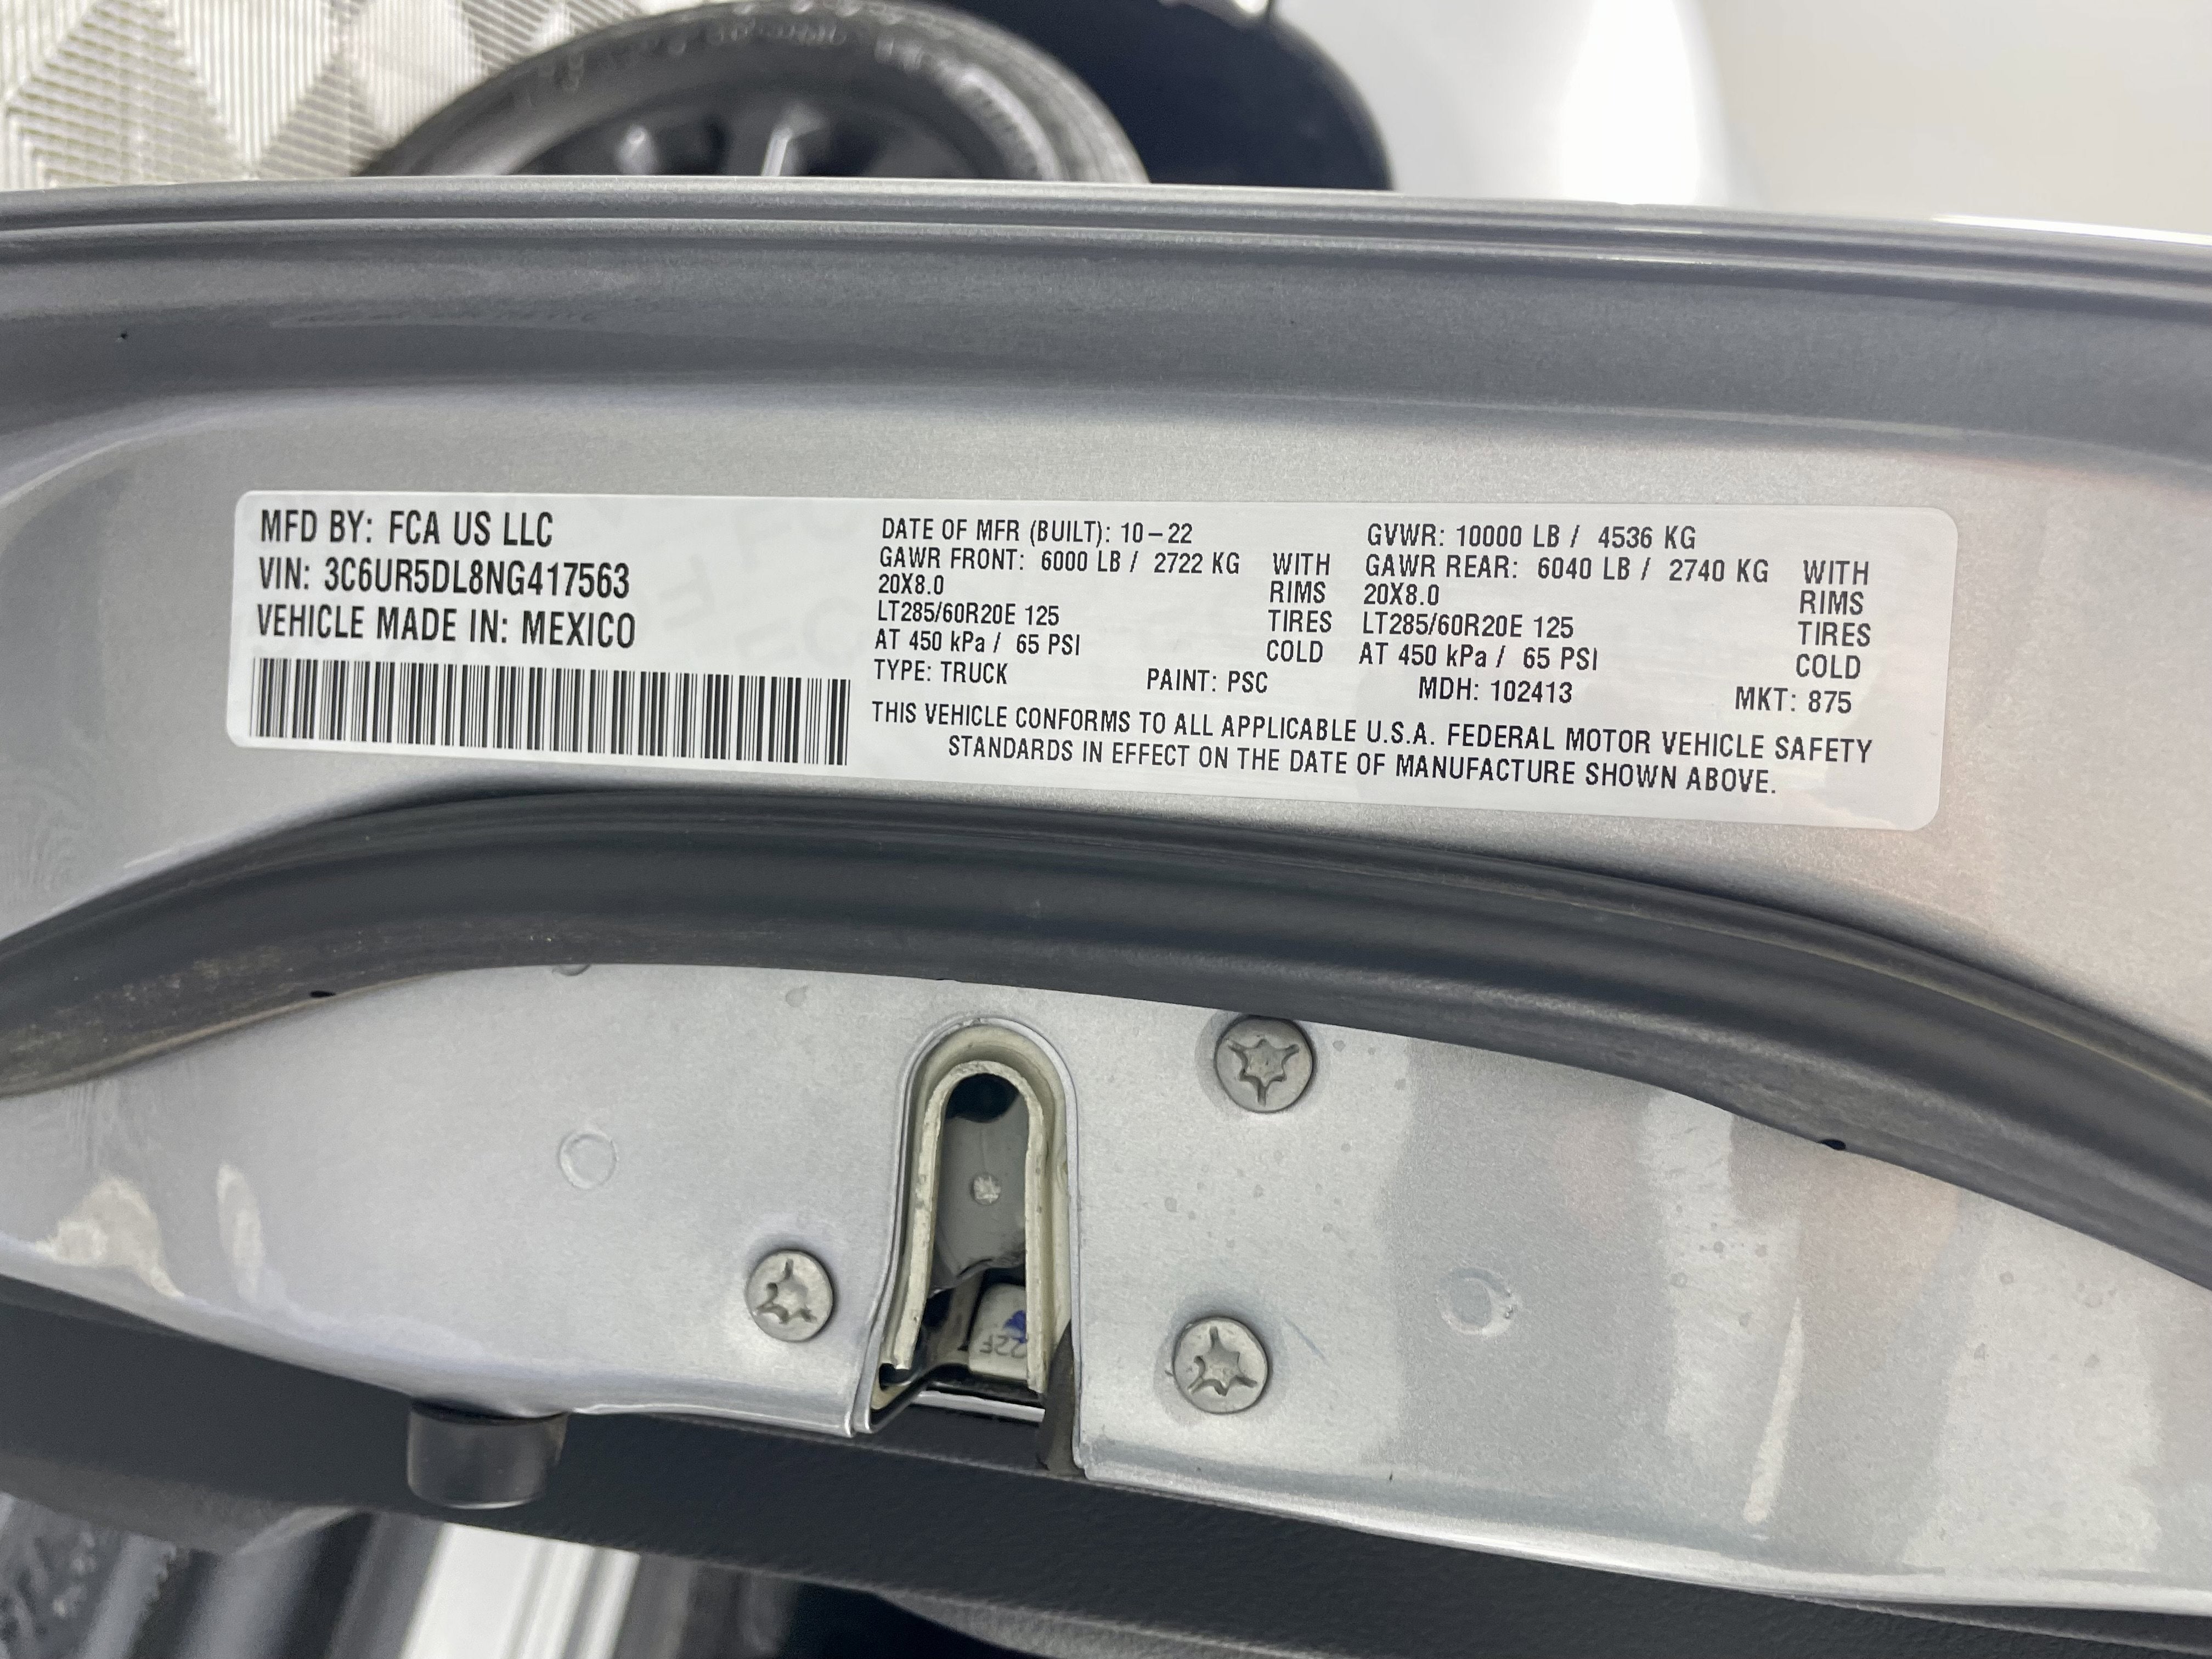 MFD BY: FCA US LLC
VIN: 3C6UR5DL8NG417563
VEHICLE MADE IN: MEXICO
DATE OF MFR (BUILT): 10-22 GVWR: 10000 LB / 4536 KG
GAWR FRONT: 6000 LB / 2722 KG WITH GAWR REAR: 6040 LB / 2740 KG WITH
20X8.0 RIMS 20X8.0 RIMS
LT285/60R20E 125 TIRES LT285/60R20E 125 TIRES
AT 450 kPa / 65 PSI COLD AT 450 kPa / 65 PSI COLD
TYPE: TRUCK PAINT: PSC MDH: 102413 MKT: 875
THIS VEHICLE CONFORMS TO ALL APPLICABLE U.S.A. FEDERAL MOTOR VEHICLE SAFETY
STANDARDS IN EFFECT ON THE DATE OF MANUFACTURE SHOWN ABOVE.